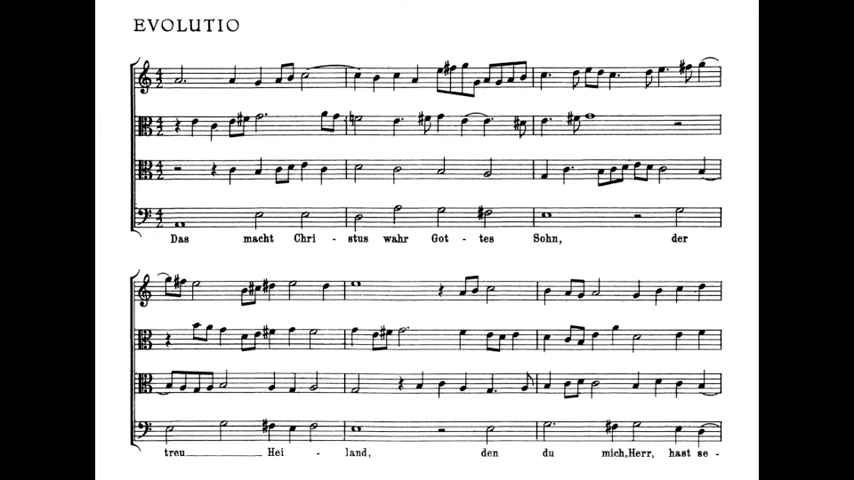 EVOLUTIO
Das macht Chri - stus wahr Got - tes Sohn, der
treu Hei - land, den du mich, Herr, hast se -